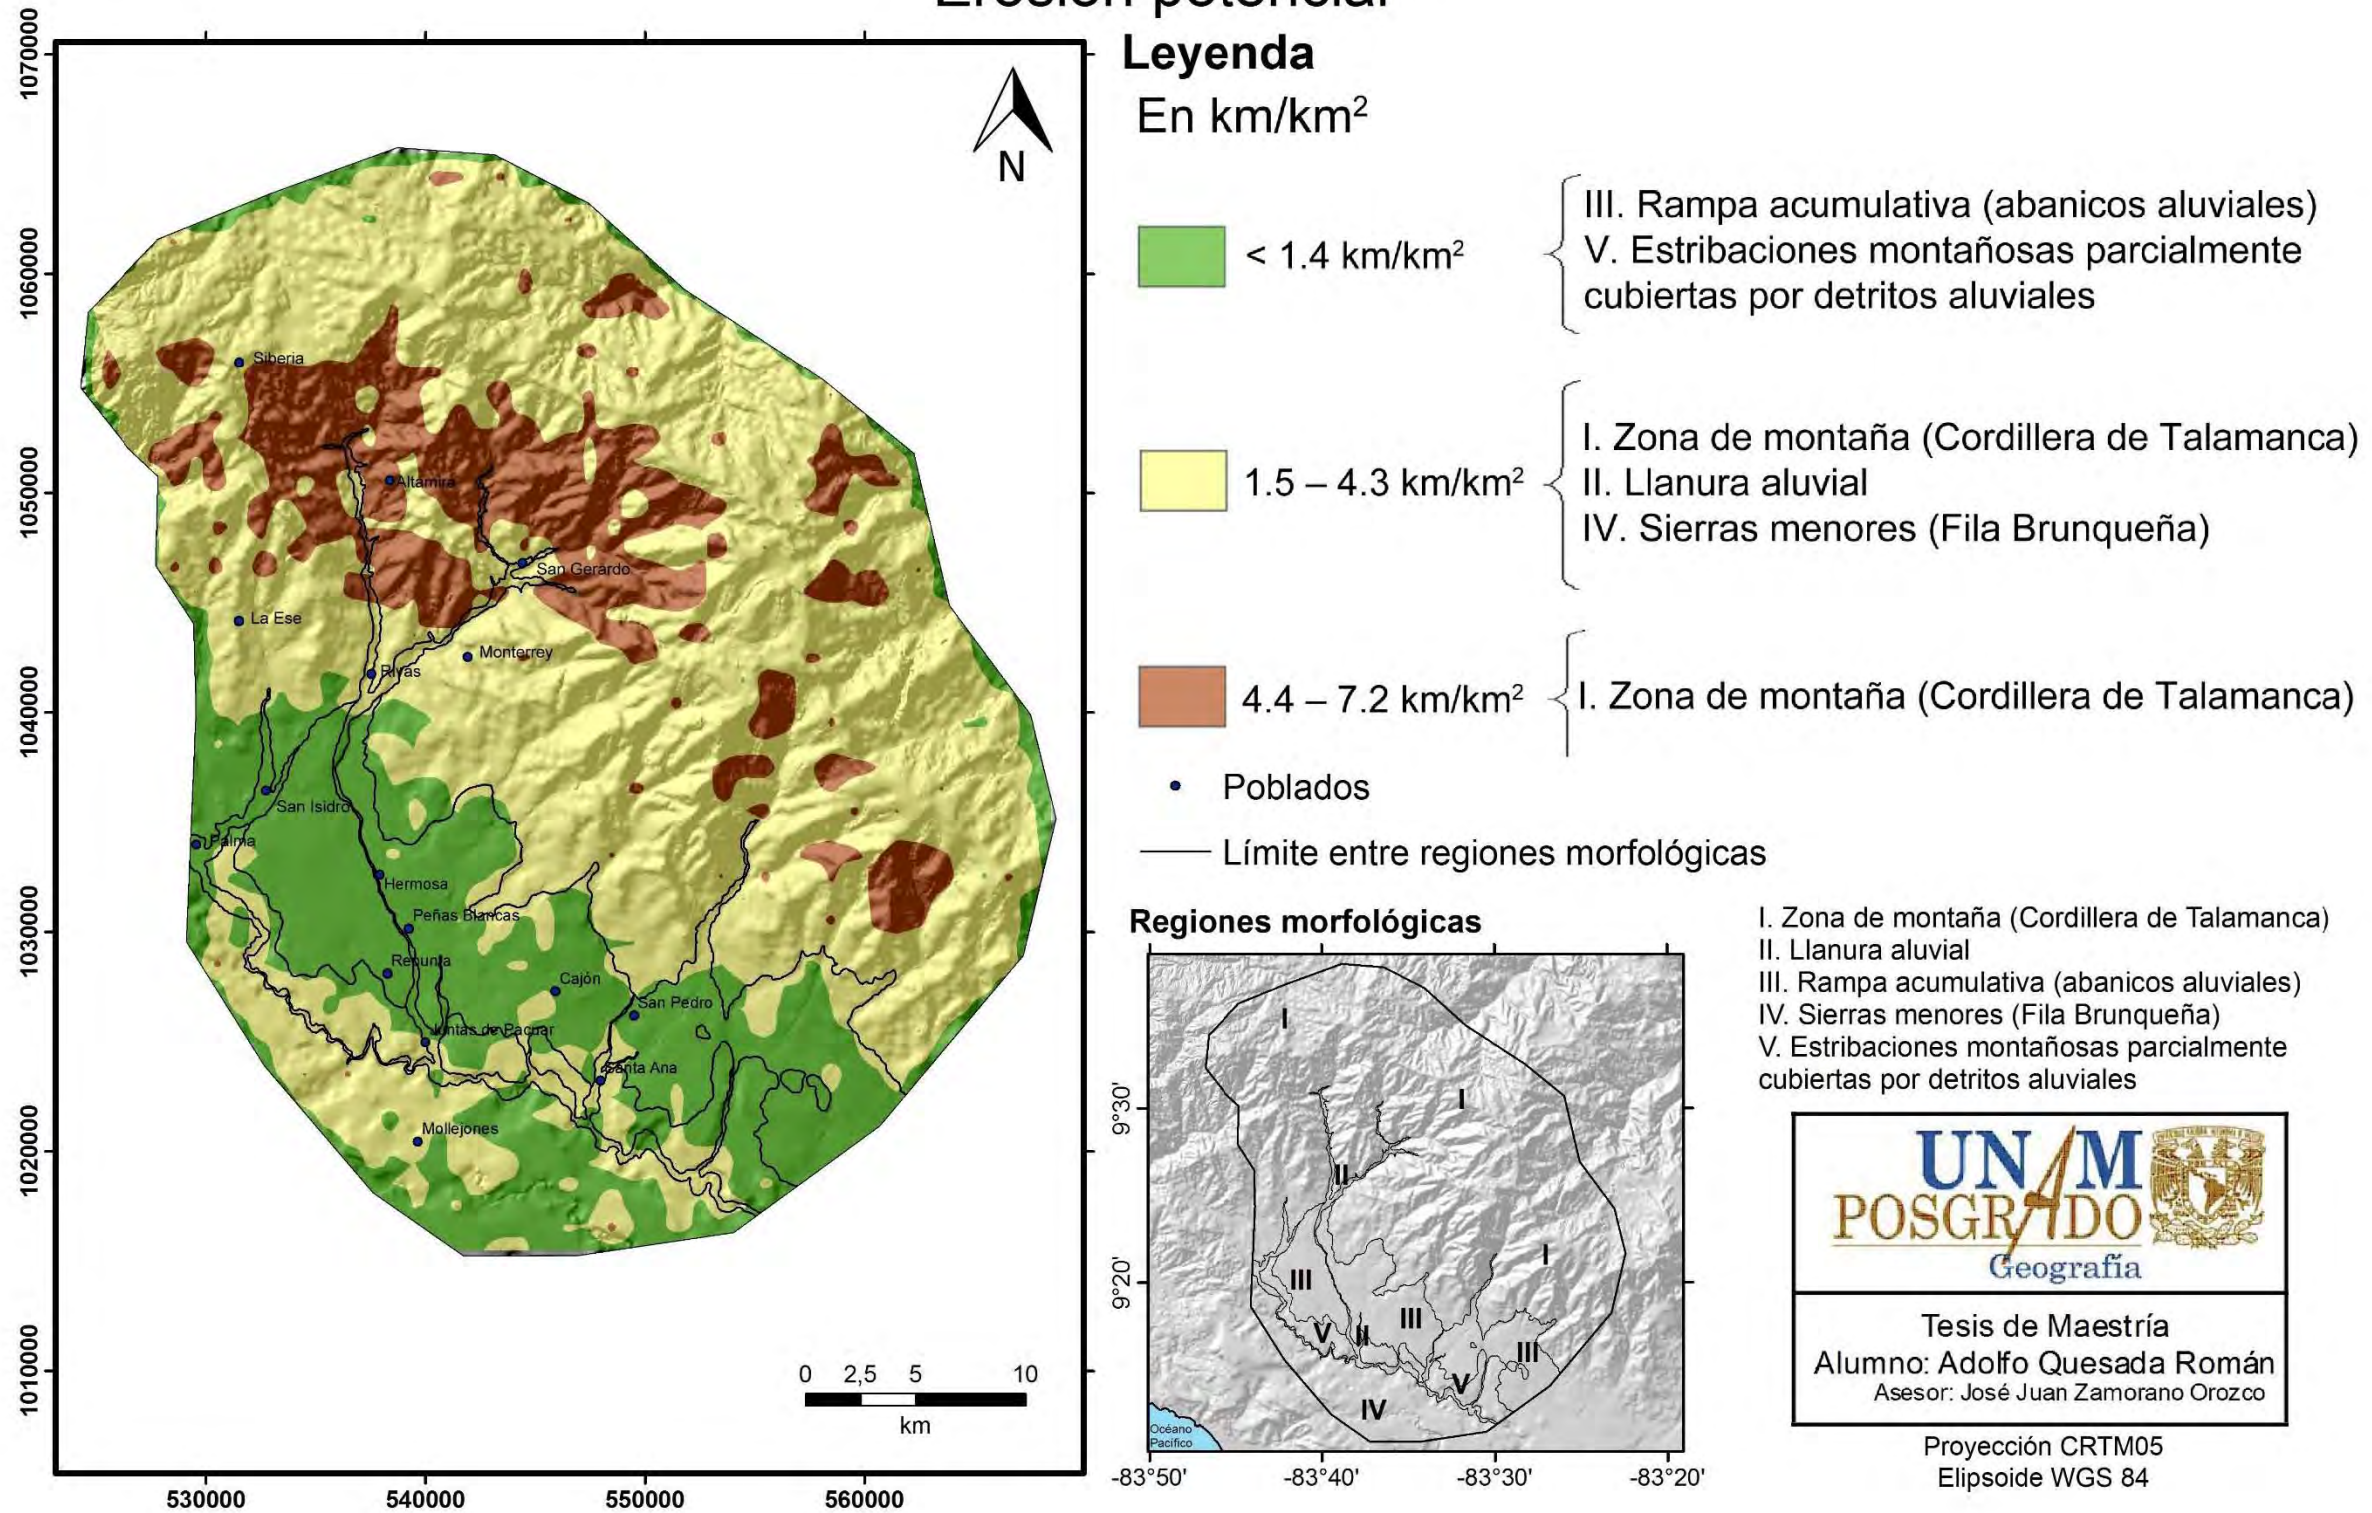 Erosión potencial
Leyenda
En km/km²
< 1.4 km/km²
III. Rampa acumulativa (abanicos aluviales)
V. Estribaciones montañosas parcialmente
cubiertas por detritos aluviales
1.5 – 4.3 km/km²
I. Zona de montaña (Cordillera de Talamanca)
II. Llanura aluvial
IV. Sierras menores (Fila Brunqueña)
4.4 – 7.2 km/km²
I. Zona de montaña (Cordillera de Talamanca)
Poblados
Límite entre regiones morfológicas
1070000
1060000
1050000
1040000
1030000
1020000
1010000
530000
540000
550000
560000
N
Siberia
Altamira
San Gerardo
La Ese
Monterrey
Rivas
San Isidro
Palma
Hermosa
Peñas Blancas
Repunta
Cajón
San Pedro
Juntas de Pacuar
Santa Ana
Mollejones
0 2,5 5 10
km
Regiones morfológicas
I
I
II
I
III
III
V
II
III
V
IV
Océano
Pacífico
9°30'
9°20'
-83°50'
-83°40'
-83°30'
-83°20'
I. Zona de montaña (Cordillera de Talamanca)
II. Llanura aluvial
III. Rampa acumulativa (abanicos aluviales)
IV. Sierras menores (Fila Brunqueña)
V. Estribaciones montañosas parcialmente
cubiertas por detritos aluviales
UNAM
POSGRADO
Geografía
Tesis de Maestría
Alumno: Adolfo Quesada Román
Asesor: José Juan Zamorano Orozco
Proyección CRTM05
Elipsoide WGS 84